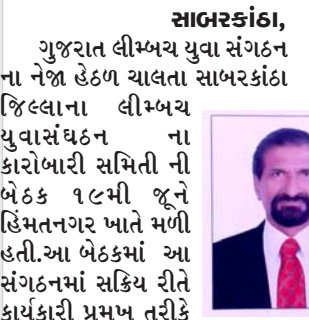 સાબરકાંઠા,
ગુજરાત લીમ્બચ યુવા સંગઠન
ના નેજા હેઠળ ચાલતા સાબરકાંઠા
જિલ્લાના લીમ્બચ
યુવાસંઘઠન ના
કારોબારી સમિતી ની
બેઠક ૧૯મી જૂને
હિંમતનગર ખાતે મળી
હતી.આ બેઠકમાં આ
સંગઠનમાં સક્રિય રીતે
કાર્યકારી પ્રમુખ તરીકે